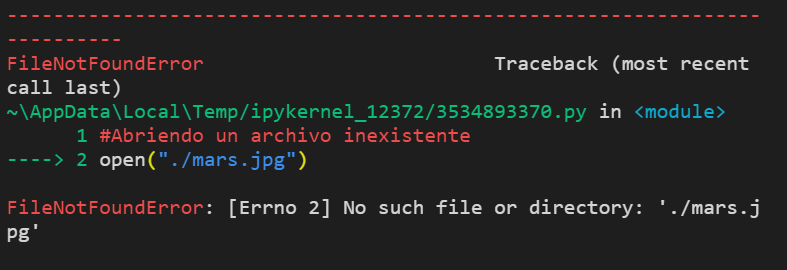 ---------------------------------------------------------------------------
FileNotFoundError                         Traceback (most recent call last)
~\AppData\Local\Temp/ipykernel_12372/3534893370.py in <module>
      1 #Abriendo un archivo inexistente
----> 2 open("./mars.jpg")

FileNotFoundError: [Errno 2] No such file or directory: './mars.jpg'